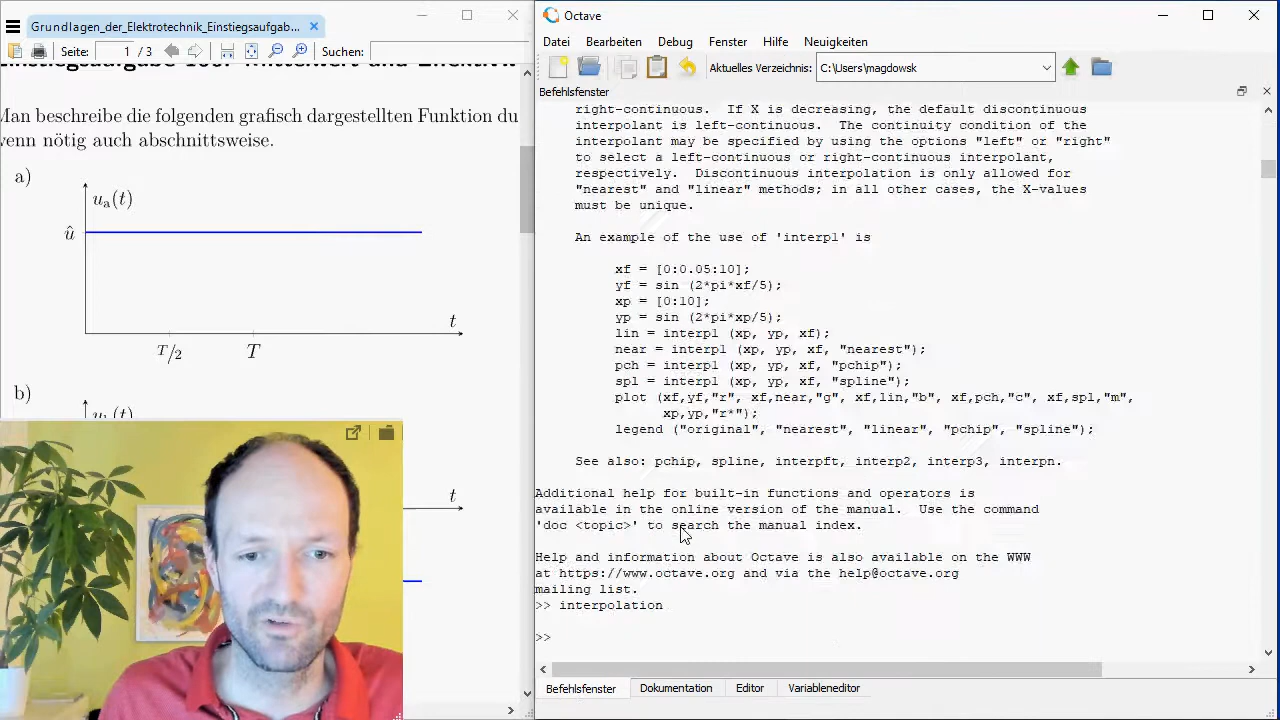 Grundlagen_der_Elektrotechnik_Einstiegsaufgab...
Seite: 1 / 3 Suchen:
Man beschreibe die folgenden grafisch dargestellten Funktion du
wenn nötig auch abschnittsweise.
a)
uₐ(t)
û
t
T/2 T
b)
t
Octave
Datei Bearbeiten Debug Fenster Hilfe Neuigkeiten
Aktuelles Verzeichnis: C:\Users\magdowsk
Befehlsfenster
right-continuous. If X is decreasing, the default discontinuous
interpolant is left-continuous. The continuity condition of the
interpolant may be specified by using the options "left" or "right"
to select a left-continuous or right-continuous interpolant,
respectively. Discontinuous interpolation is only allowed for
"nearest" and "linear" methods; in all other cases, the X-values
must be unique.
An example of the use of 'interp1' is
xf = [0:0.05:10];
yf = sin (2*pi*xf/5);
xp = [0:10];
yp = sin (2*pi*xp/5);
lin = interp1 (xp, yp, xf);
near = interp1 (xp, yp, xf, "nearest");
pch = interp1 (xp, yp, xf, "pchip");
spl = interp1 (xp, yp, xf, "spline");
plot (xf,yf,"r", xf,near,"g", xf,lin,"b", xf,pch,"c", xf,spl,"m",
xp,yp,"r*");
legend ("original", "nearest", "linear", "pchip", "spline");
See also: pchip, spline, interpft, interp2, interp3, interpn.
Additional help for built-in functions and operators is
available in the online version of the manual. Use the command
'doc <topic>' to search the manual index.
Help and information about Octave is also available on the WWW
at https://www.octave.org and via the help@octave.org
mailing list.
>> interpolation
>>
Befehlsfenster Dokumentation Editor Variableneditor